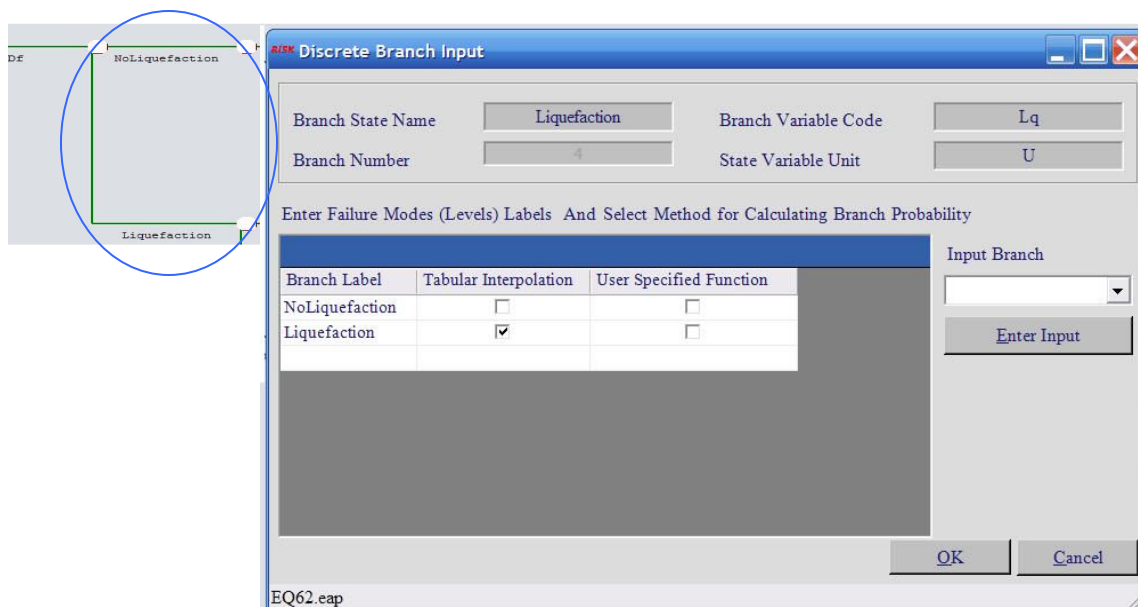 Df
NoLiquefaction
Liquefaction
RISK Discrete Branch Input
Branch State Name Liquefaction Branch Variable Code Lq
Branch Number 4 State Variable Unit U
Enter Failure Modes (Levels) Labels And Select Method for Calculating Branch Probability
Input Branch
Branch Label Tabular Interpolation User Specified Function
NoLiquefaction
Liquefaction
Enter Input
OK Cancel
EQ62.eap